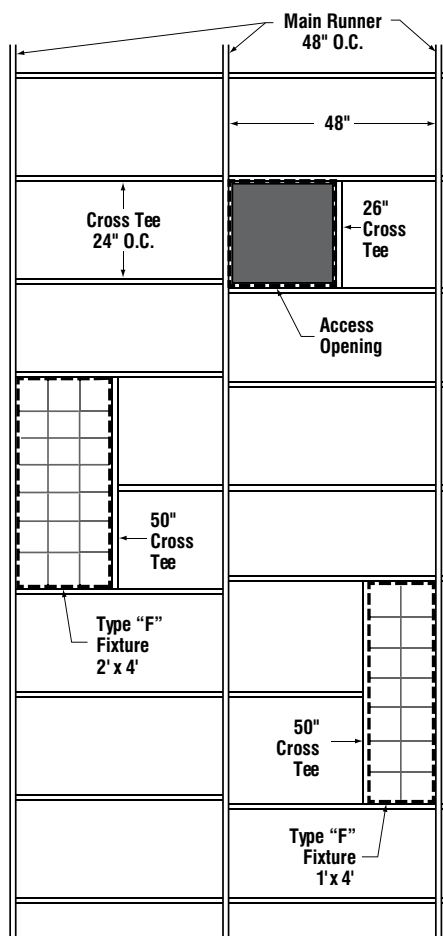 Main Runner
48" O.C.
48"
Cross Tee
24" O.C.
26"
Cross
Tee
Access
Opening
50"
Cross
Tee
Type “F”
Fixture
2' x 4'
50"
Cross
Tee
Type “F”
Fixture
1' x 4'